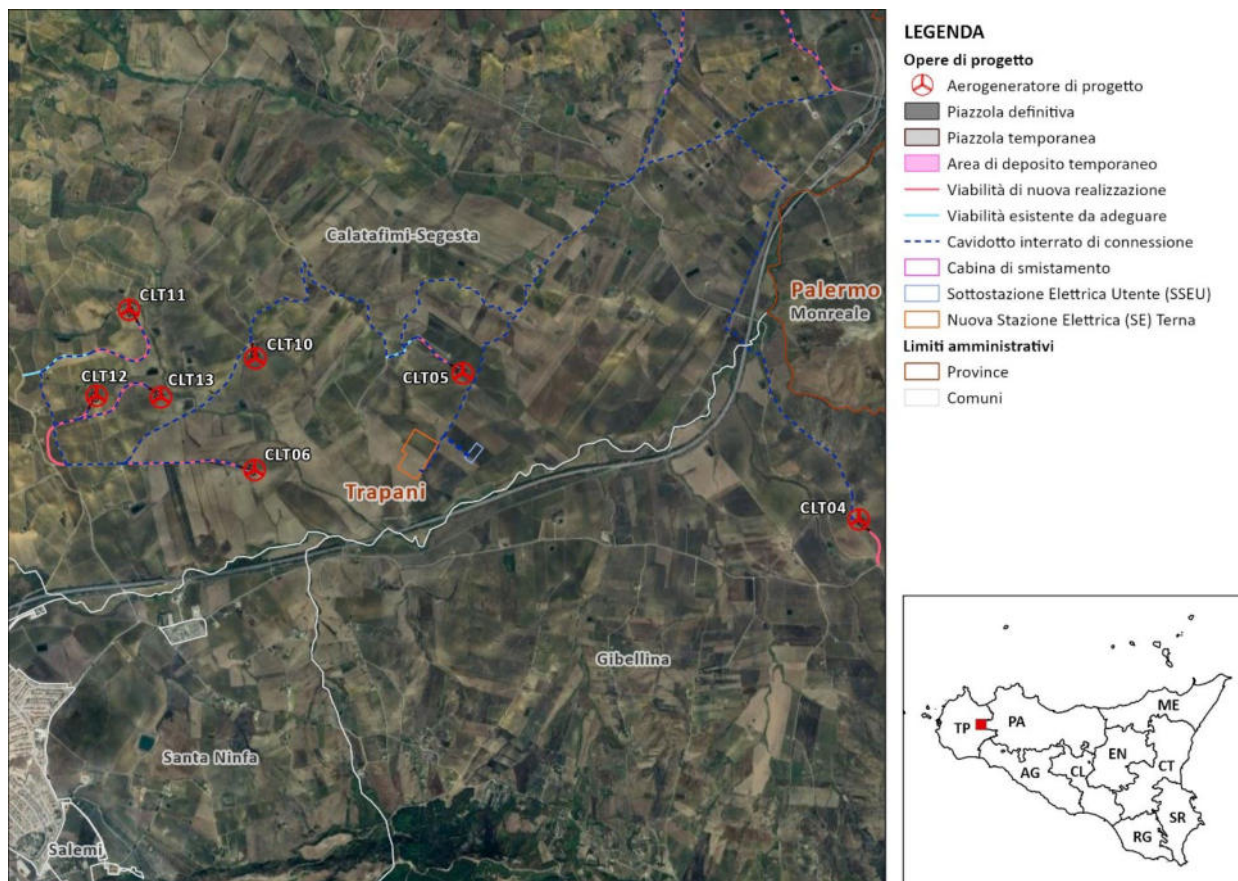 Calatafimi-Segesta
CLT11
Palermo
Monreale
CLT10
CLT05
CLT12
CLT13
CLT06
Trapani
CLT04
Gibellina
Santa Ninfa
Salemi
LEGENDA
Opere di progetto
Aerogeneratore di progetto
Piazzola definitiva
Piazzola temporanea
Area di deposito temporaneo
Viabilità di nuova realizzazione
Viabilità esistente da adeguare
Cavidotto interrato di connessione
Cabina di smistamento
Sottostazione Elettrica Utente (SSEU)
Nuova Stazione Elettrica (SE) Terna
Limiti amministrativi
Province
Comuni
ME
TP
PA
EN
CT
AG
CL
SR
RG